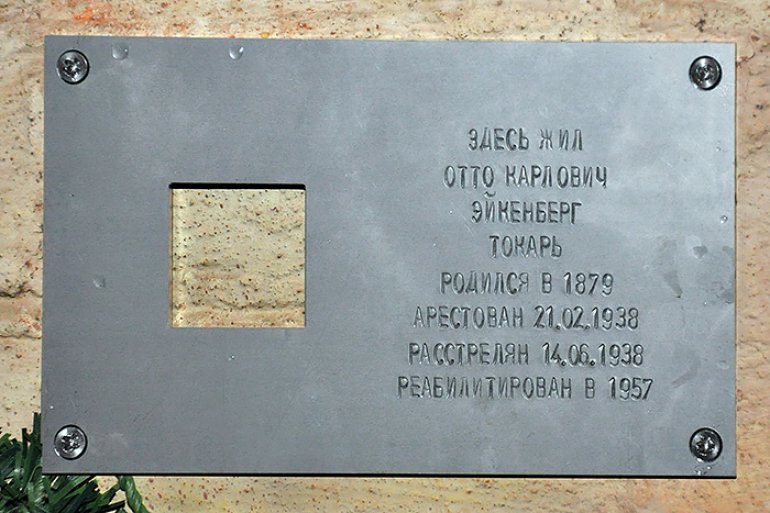 ЗДЕСЬ ЖИЛ
ОТТО КАРЛОВИЧ
ЭЙКЕНБЕРГ
ТОКАРЬ
РОДИЛСЯ В 1879
АРЕСТОВАН 21.02.1938
РАССТРЕЛЯН 14.06.1938
РЕАБИЛИТИРОВАН В 1957